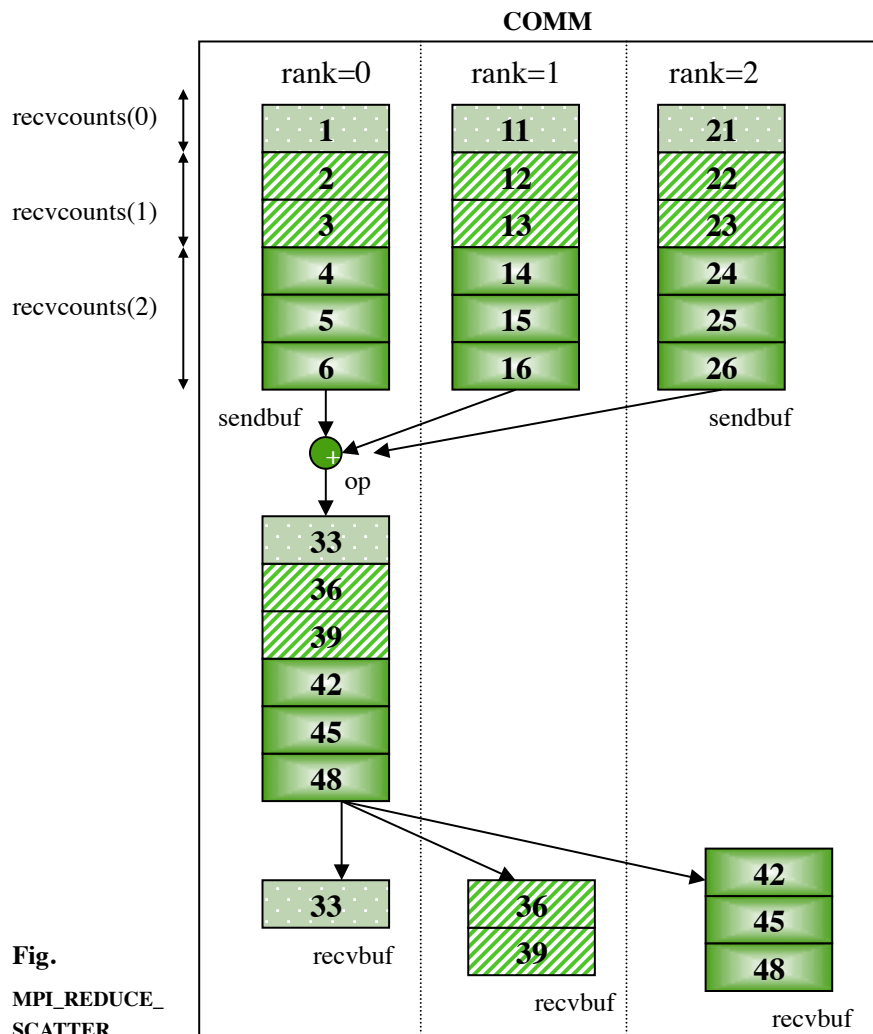 COMM
rank=0 rank=1 rank=2
recvcounts(0)
1 11 21
2 12 22
recvcounts(1)
3 13 23
4 14 24
recvcounts(2)
5 15 25
6 16 26
sendbuf sendbuf
+
op
33
36
39
42
45
48
42
33 36 45
recvbuf 39 48
Fig.
recvbuf recvbuf
MPI_REDUCE_
SCATTER